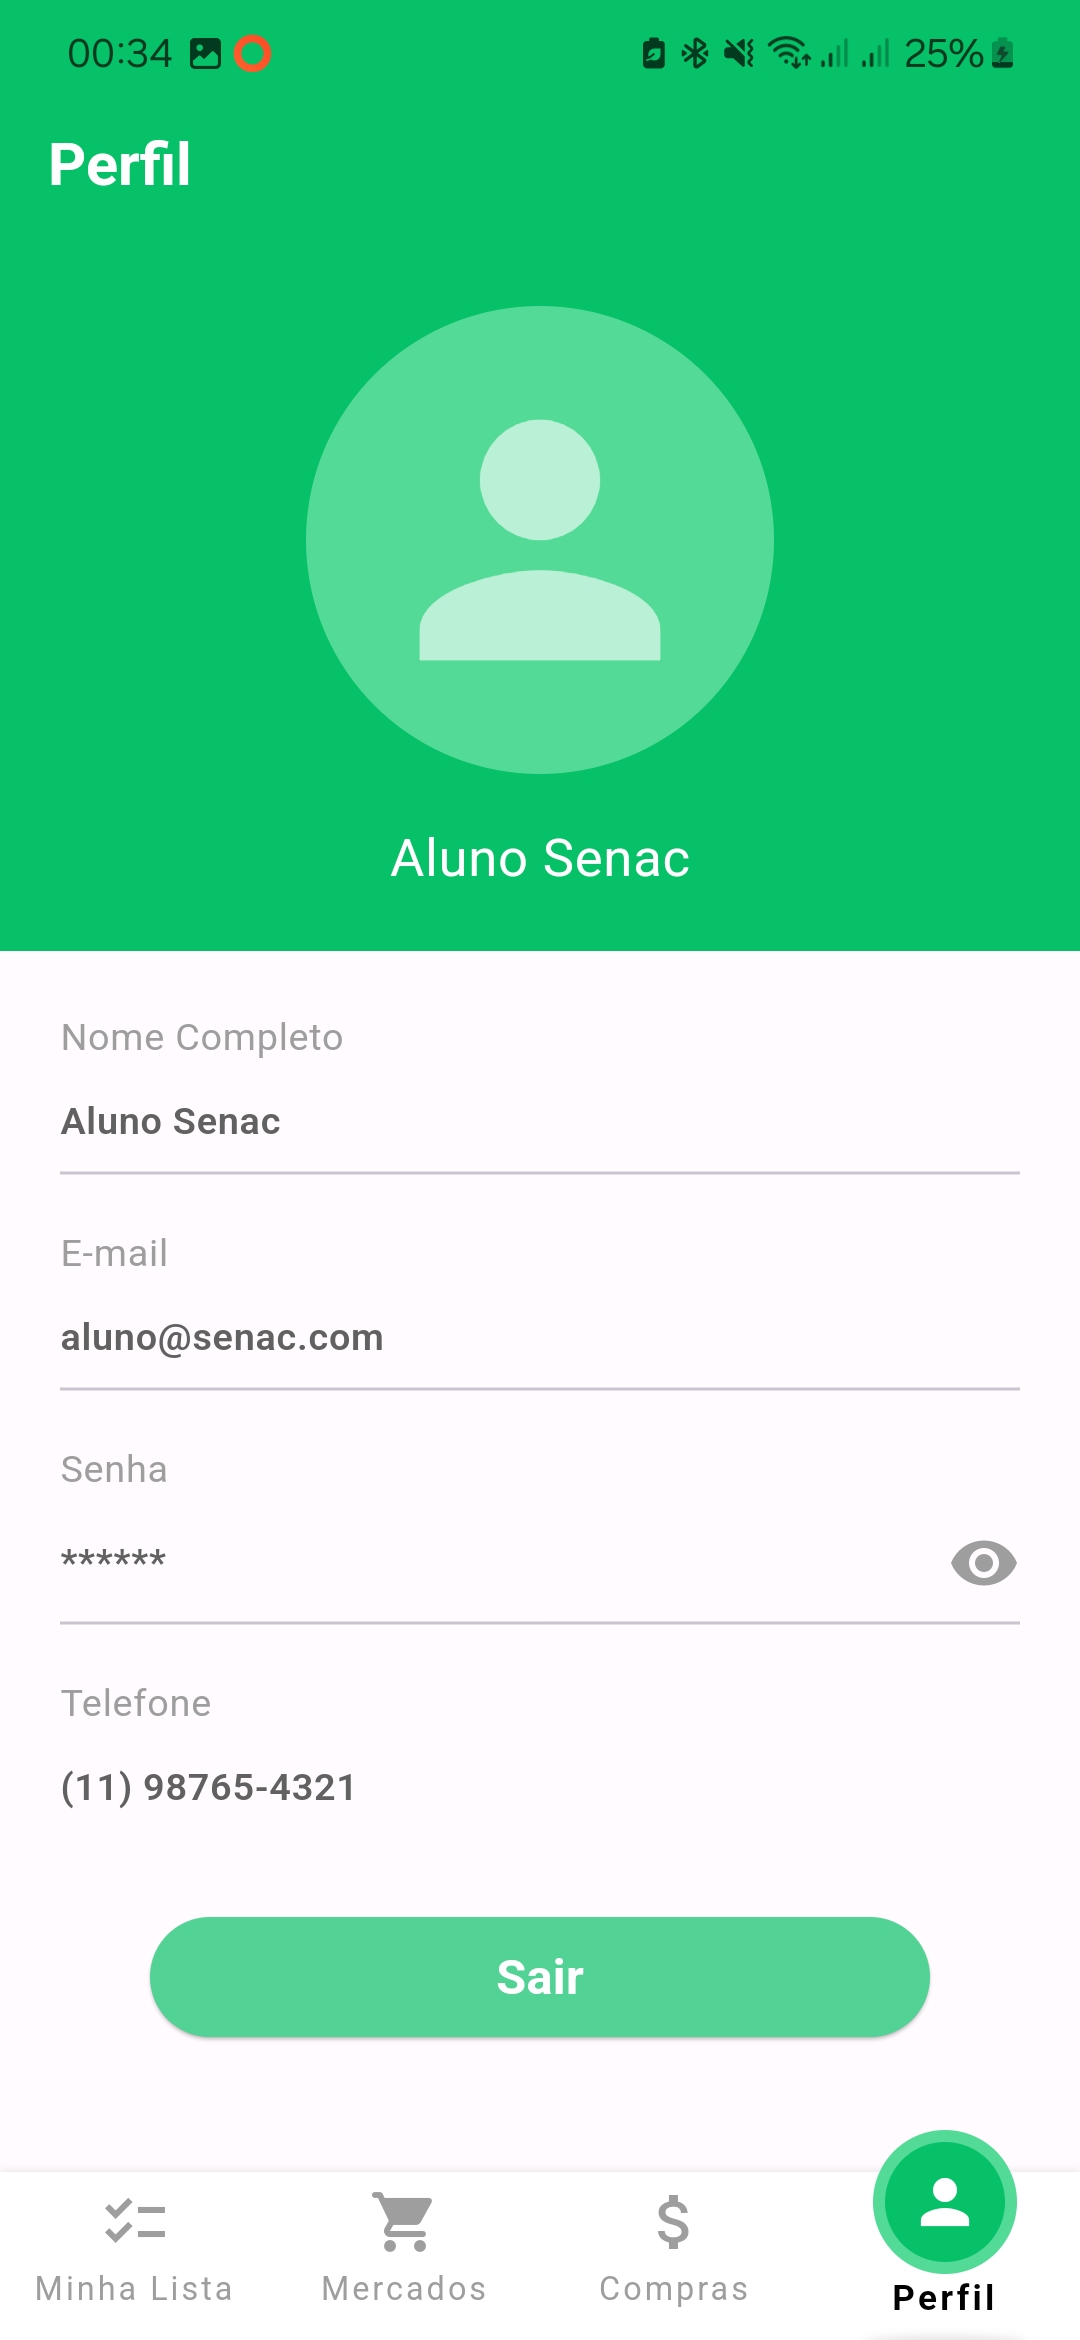 00:34
25%
Perfil
Aluno Senac
Nome Completo
Aluno Senac
E-mail
aluno@senac.com
Senha
******
Telefone
(11) 98765-4321
Sair
Minha Lista
Mercados
Compras
Perfil